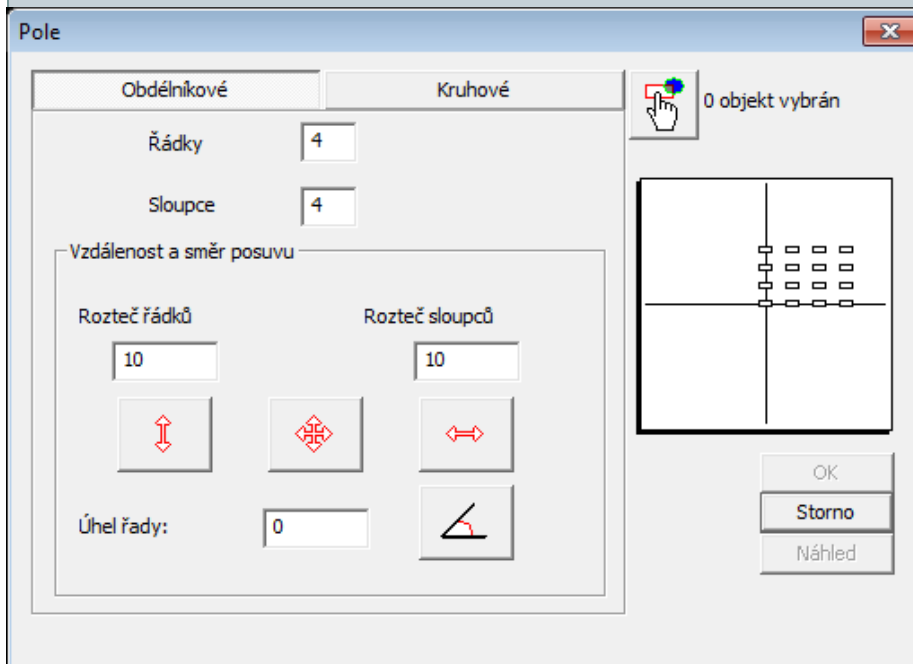 Pole
Obdélníkové
Kruhové
0 objekt vybrán
Řádky
4
Sloupce
4
Vzdálenost a směr posuvu
Rozteč řádků
Rozteč sloupců
10
10
Úhel řady:
0
OK
Storno
Náhled